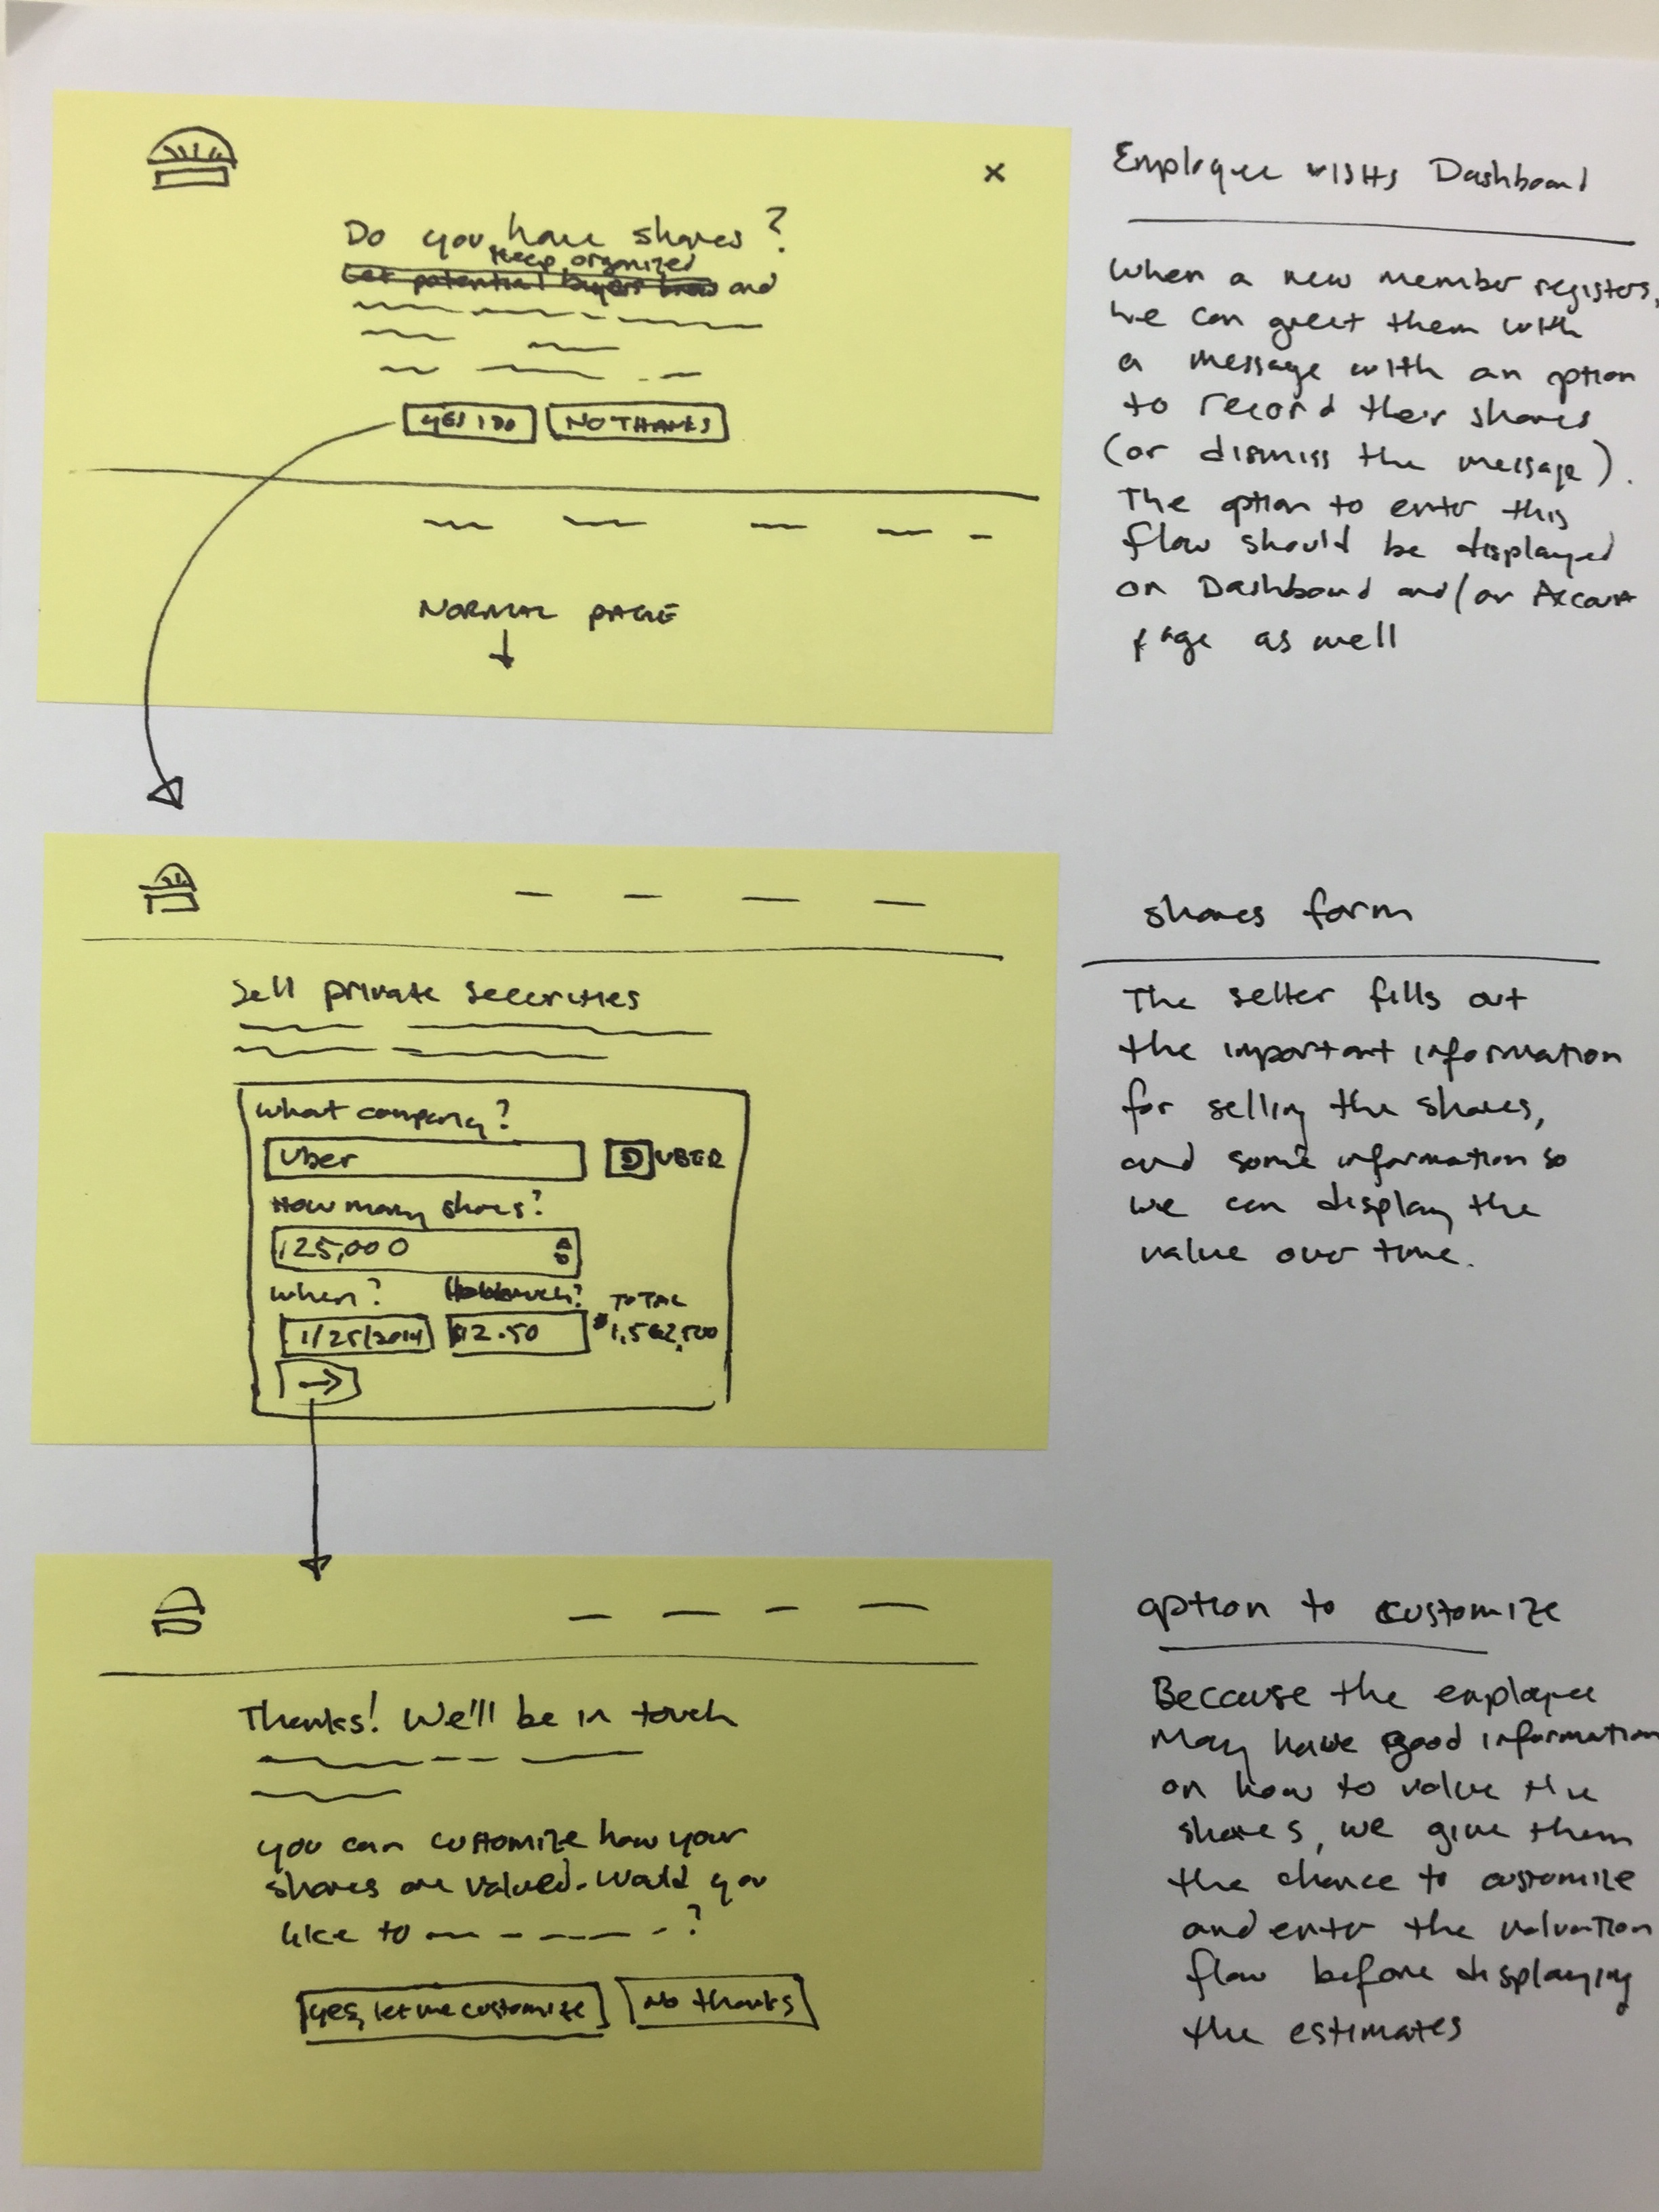 x
Do you have shares?
Keep organized
Let potential buyers know and
YES I DO
NO THANKS
NORMAL PAGE
Employee visits Dashboard
When a new member registers,
we can greet them with
a message with an option
to record their shares
(or dismiss the message).
The option to enter this
flow should be displayed
on Dashboard and/or Account
page as well
Sell private securities
What company?
Uber
UBER
How many shares?
125,000
When?
How much?
TOTAL
1/25/2014
$12.50
$1,562,500
shares form
The seller fills out
the important information
for selling the shares,
and some information so
we can display the
value over time.
Thanks! We'll be in touch
you can customize how your
shares are valued. Would you
like to
?
Yes, let me customize
No thanks
option to customize
Because the employee
may have good information
on how to value the
shares, we give them
the chance to customize
and enter the valuation
flow before displaying
the estimates